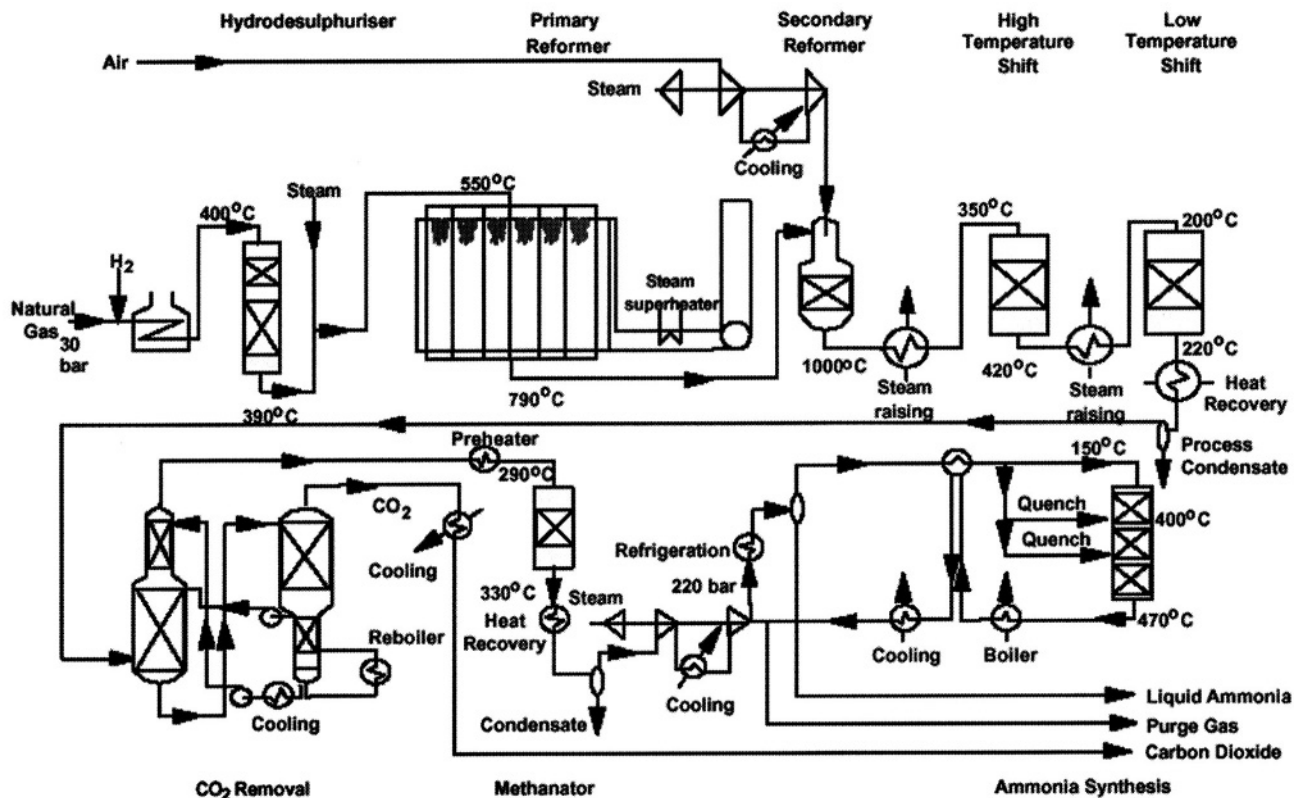 Hydrodesulphuriser
Primary
Reformer
Secondary
Reformer
High
Temperature
Shift
Low
Temperature
Shift
Air
Steam
Cooling
Steam
550°C
400°C
350°C
200°C
H2
Natural
Gas
30
bar
Steam
superheater
1000°C
Steam
raising
420°C
Steam
raising
220°C
Heat
Recovery
390°C
790°C
Process
Condensate
Preheater
290°C
CO2
Cooling
150°C
Quench
400°C
Quench
Refrigeration
220 bar
330°C
Heat
Recovery
Steam
470°C
Reboiler
Cooling
Cooling
Boiler
Cooling
Condensate
Liquid Ammonia
Purge Gas
Carbon Dioxide
CO2 Removal
Methanator
Ammonia Synthesis